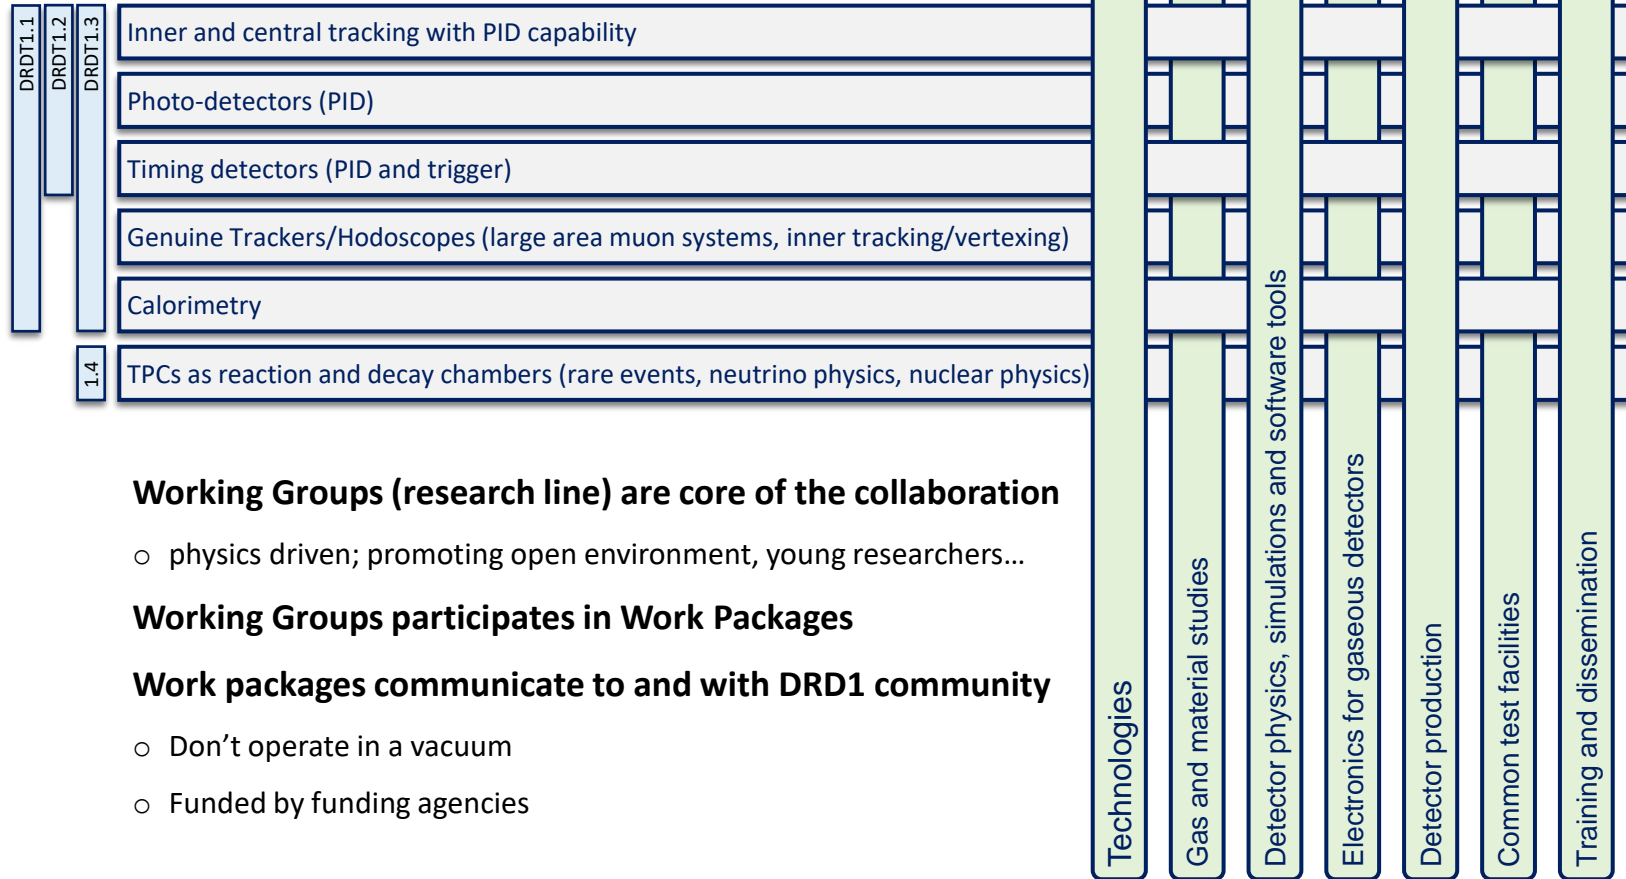 DRDT1.1
DRDT1.2
DRDT1.3
Inner and central tracking with PID capability
Photo-detectors (PID)
Timing detectors (PID and trigger)
Genuine Trackers/Hodoscopes (large area muon systems, inner tracking/vertexing)
Calorimetry
1.4
TPCs as reaction and decay chambers (rare events, neutrino physics, nuclear physics)
Working Groups (research line) are core of the collaboration
○ physics driven; promoting open environment, young researchers…
Working Groups participates in Work Packages
Work packages communicate to and with DRD1 community
○ Don’t operate in a vacuum
○ Funded by funding agencies
Technologies
Gas and material studies
Detector physics, simulations and software tools
Electronics for gaseous detectors
Detector production
Common test facilities
Training and dissemination